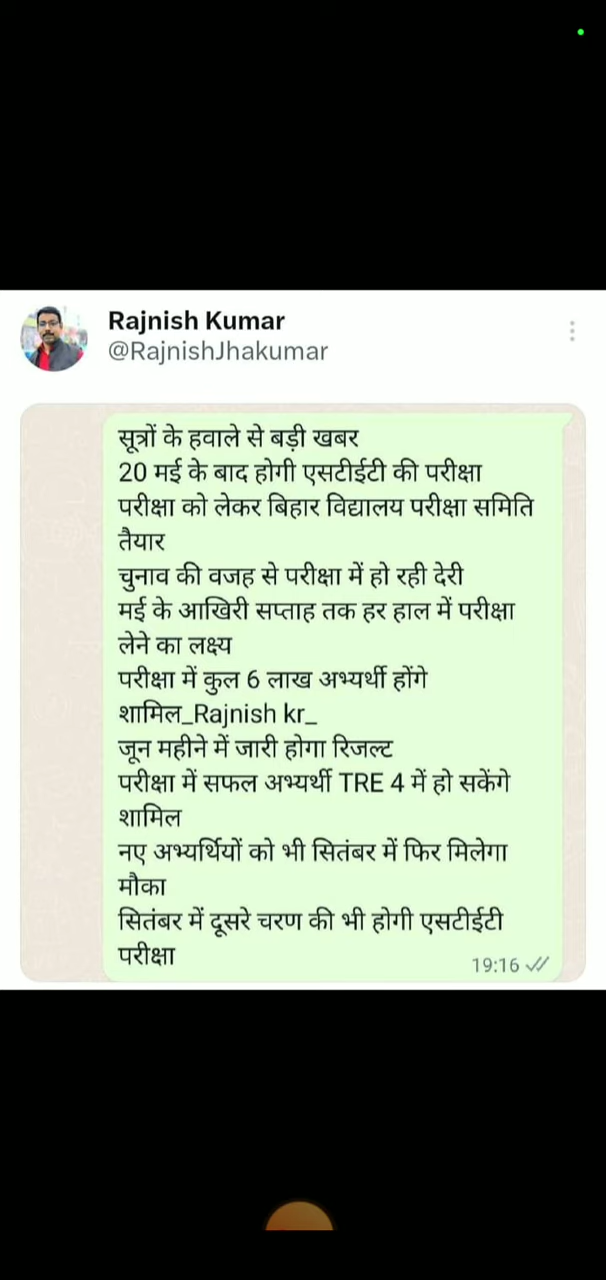 Rajnish Kumar
@RajnishJhakumar
सूत्रों के हवाले से बड़ी खबर
20 मई के बाद होगी एसटीईटी की परीक्षा
परीक्षा को लेकर बिहार विद्यालय परीक्षा समिति
तैयार
चुनाव की वजह से परीक्षा में हो रही देरी
मई के आखिरी सप्ताह तक हर हाल में परीक्षा
लेने का लक्ष्य
परीक्षा में कुल 6 लाख अभ्यर्थी होंगे
शामिल_Rajnish kr_
जून महीने में जारी होगा रिजल्ट
परीक्षा में सफल अभ्यर्थी TRE 4 में हो सकेंगे
शामिल
नए अभ्यर्थियों को भी सितंबर में फिर मिलेगा
मौका
सितंबर में दूसरे चरण की भी होगी एसटीईटी
परीक्षा
19:16